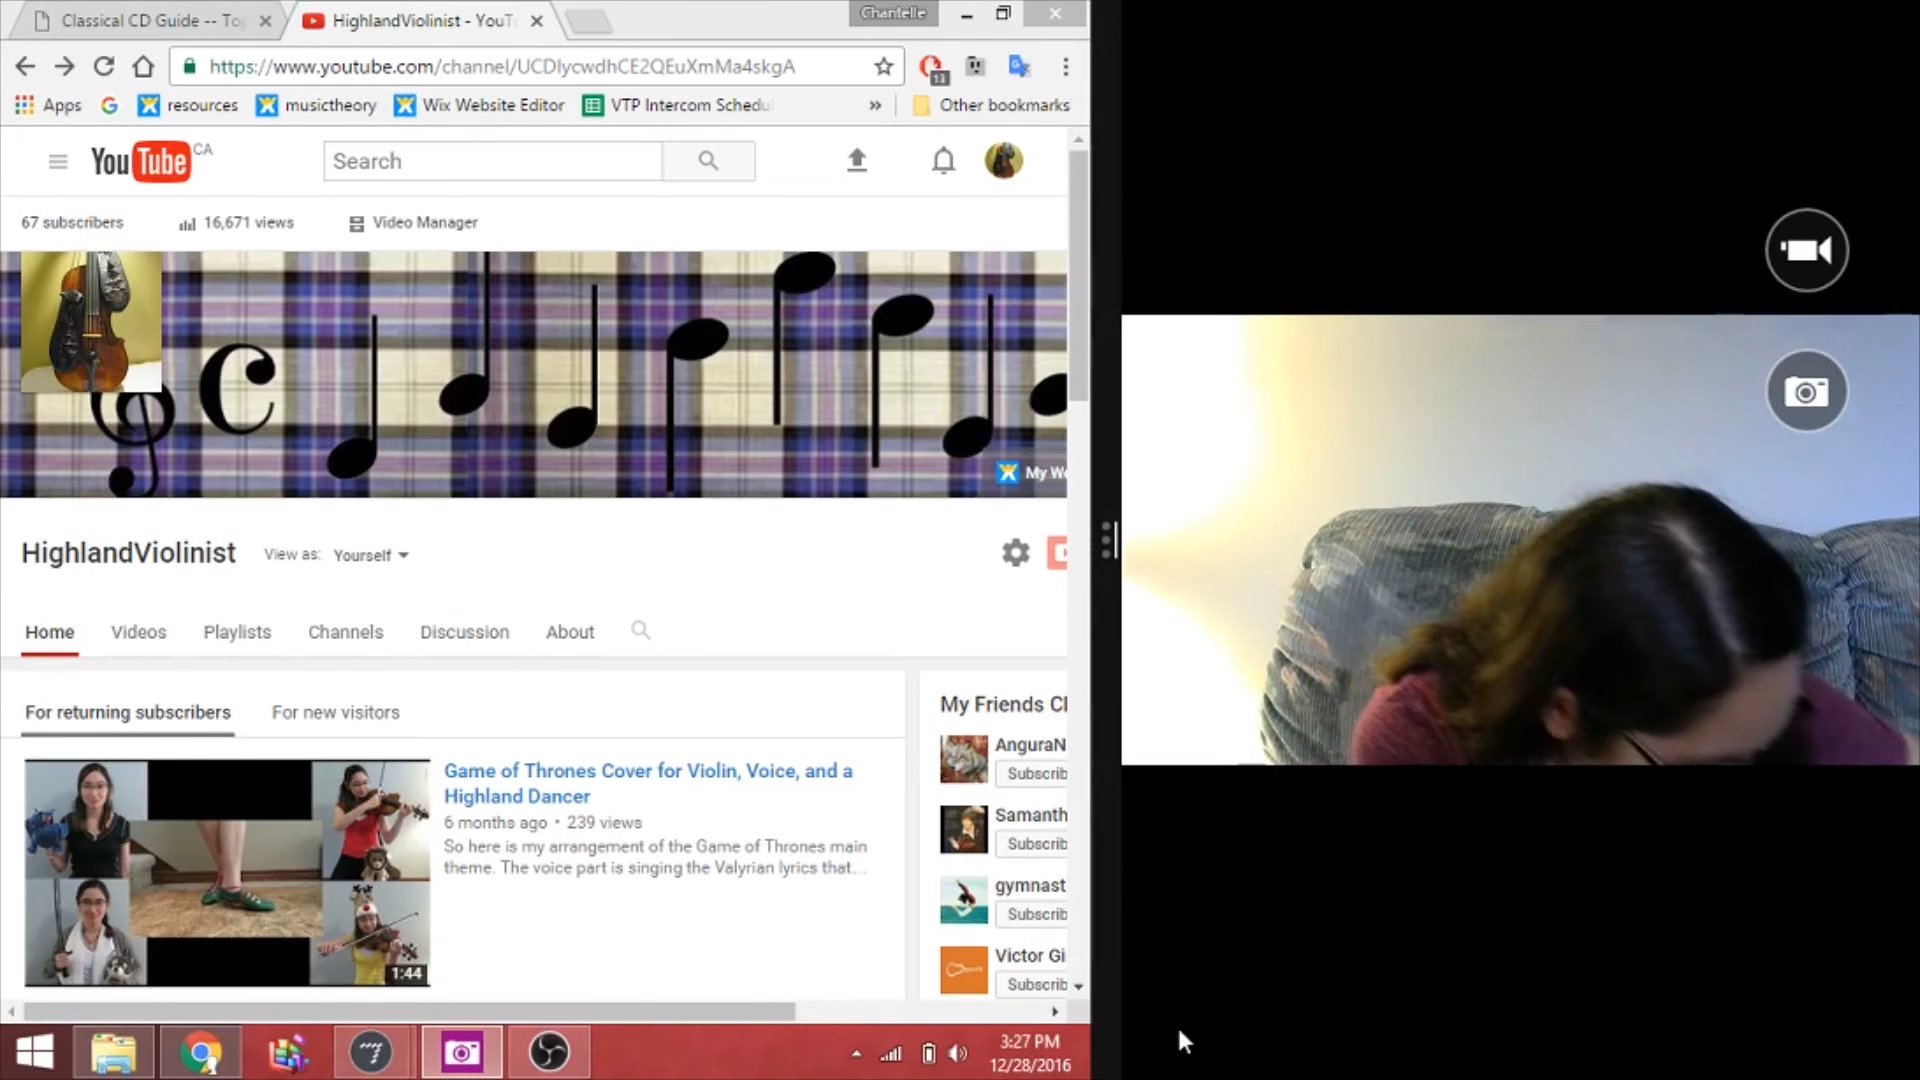 Classical CD Guide -- To
HighlandViolinist - YouT
Chantelle
https://www.youtube.com/channel/UCDlycwdhCE2QEuXmMa4skgA
13
Apps
resources
musictheory
Wix Website Editor
VTP Intercom Schedu
»
Other bookmarks
YouTube CA
Search
67 subscribers
16,671 views
Video Manager
My We
HighlandViolinist
View as: Yourself
Home
Videos
Playlists
Channels
Discussion
About
For returning subscribers
For new visitors
My Friends Cl
Game of Thrones Cover for Violin, Voice, and a
Highland Dancer
6 months ago • 239 views
So here is my arrangement of the Game of Thrones main
theme. The voice part is singing the Valyrian lyrics that...
1:44
AnguraN
Subscrib
Samanth
Subscrib
gymnast
Subscrib
Victor Gi
Subscrib
3:27 PM
12/28/2016